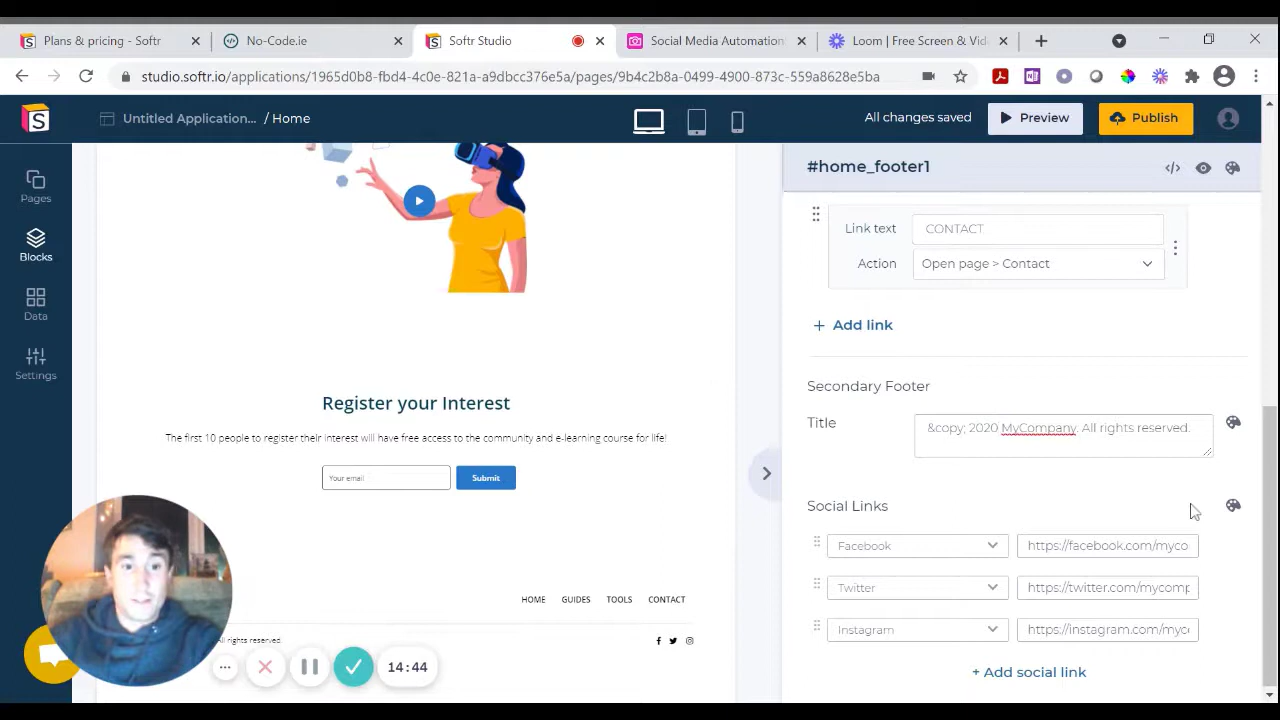 Plans & pricing - Softr
No-Code.ie
Softr Studio
Social Media Automation
Loom | Free Screen & Vid
studio.softr.io/applications/1965d0b8-fbd4-4c0e-821a-a9dbcc376e5a/pages/9b4c2b8a-0499-4900-873c-559a8628e5ba
S
Untitled Application... / Home
All changes saved
Preview
Publish
Pages
Blocks
Data
Settings
#home_footer1
Link text
CONTACT
Action
Open page > Contact
+ Add link
Secondary Footer
Title
&copy; 2020 MyCompany. All rights reserved.
Social Links
Facebook
https://facebook.com/myco
Twitter
https://twitter.com/mycomp
Instagram
https://instagram.com/myc
+ Add social link
Register your Interest
The first 10 people to register their interest will have free access to the community and e-learning course for life!
Your email
Submit
HOME GUIDES TOOLS CONTACT
All rights reserved.
14:44